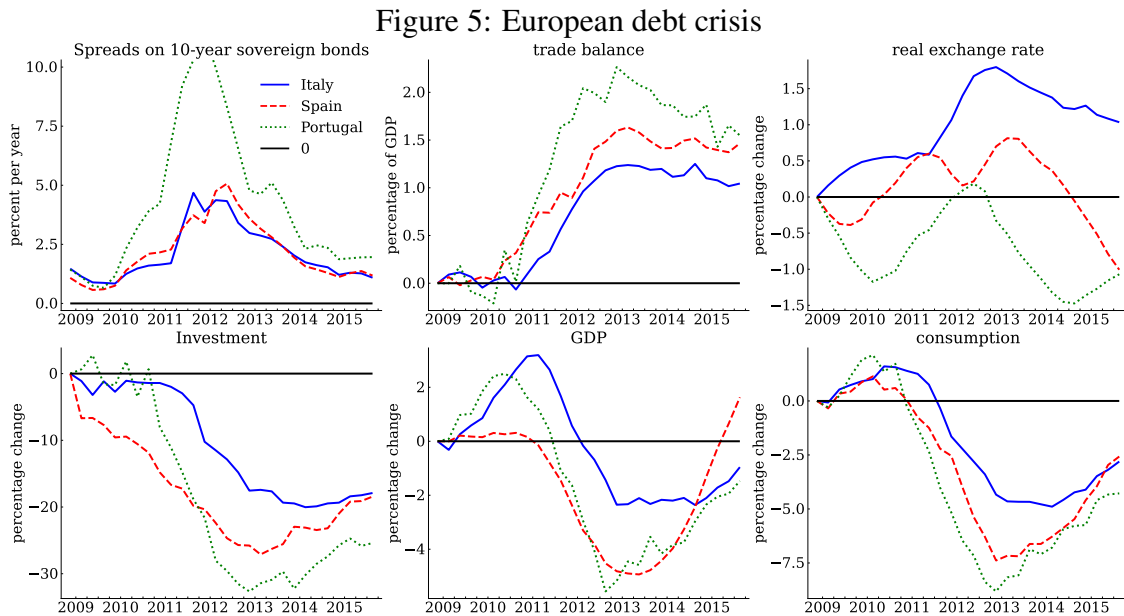 Figure 5: European debt crisis
Spreads on 10-year sovereign bonds
trade balance
real exchange rate
percent per year
10.0
7.5
5.0
2.5
0.0
Italy
Spain
Portugal
0
2009 2010 2011 2012 2013 2014 2015
percentage of GDP
2.0
1.5
1.0
0.5
0.0
2009 2010 2011 2012 2013 2014 2015
percentage change
1.5
1.0
0.5
0.0
−0.5
−1.0
−1.5
2009 2010 2011 2012 2013 2014 2015
Investment
GDP
consumption
percentage change
0
−10
−20
−30
2009 2010 2011 2012 2013 2014 2015
percentage change
2
0
−2
−4
2009 2010 2011 2012 2013 2014 2015
percentage change
0.0
−2.5
−5.0
−7.5
2009 2010 2011 2012 2013 2014 2015